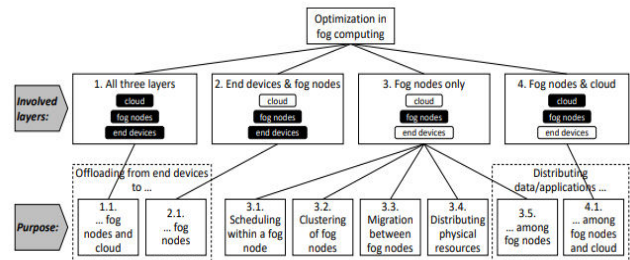 Optimization in
fog computing
Involved
layers:
1. All three layers
cloud
fog nodes
end devices
2. End devices & fog nodes
cloud
fog nodes
end devices
3. Fog nodes only
cloud
fog nodes
end devices
4. Fog nodes & cloud
cloud
fog nodes
end devices
Offloading from end devices
to ...
Distributing
data/applications ...
Purpose:
1.1.
... fog
nodes and
cloud
2.1.
... fog
nodes
3.1.
Scheduling
within a fog
node
3.2.
Clustering
of fog
nodes
3.3.
Migration
between
fog nodes
3.4.
Distributing
physical
resources
3.5.
... among
fog nodes
4.1.
... among
fog nodes
and cloud